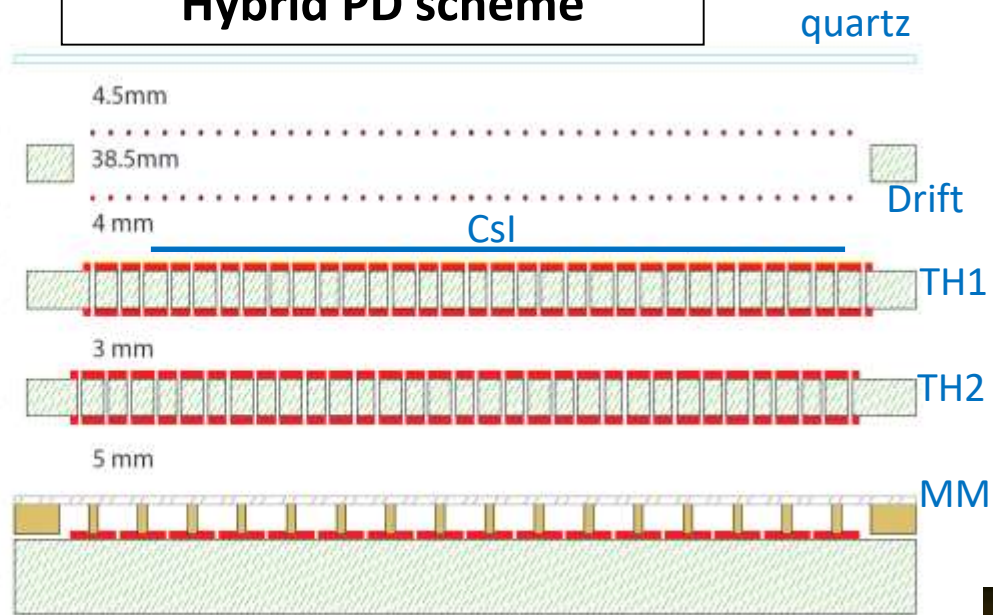 Hybrid PD scheme
quartz
4.5mm
38.5mm
Drift
4 mm
CsI
TH1
3 mm
TH2
5 mm
MM